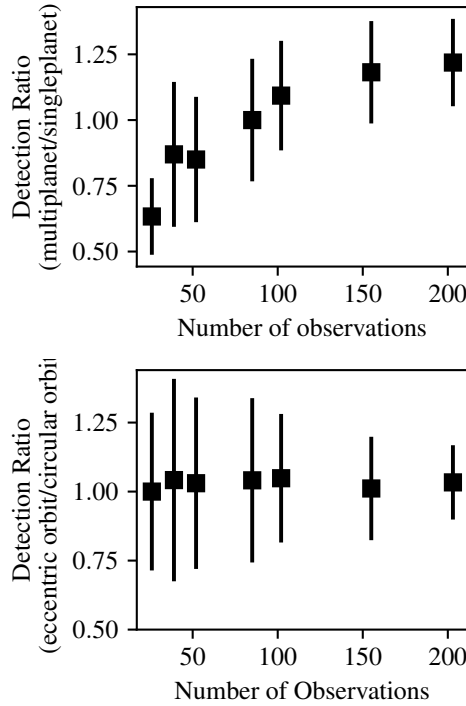 Detection Ratio
(multiplanet/singleplanet)
1.25
1.00
0.75
0.50
50 100 150 200
Number of observations
Detection Ratio
(eccentric orbit/circular orbit
1.25
1.00
0.75
0.50
50 100 150 200
Number of Observations